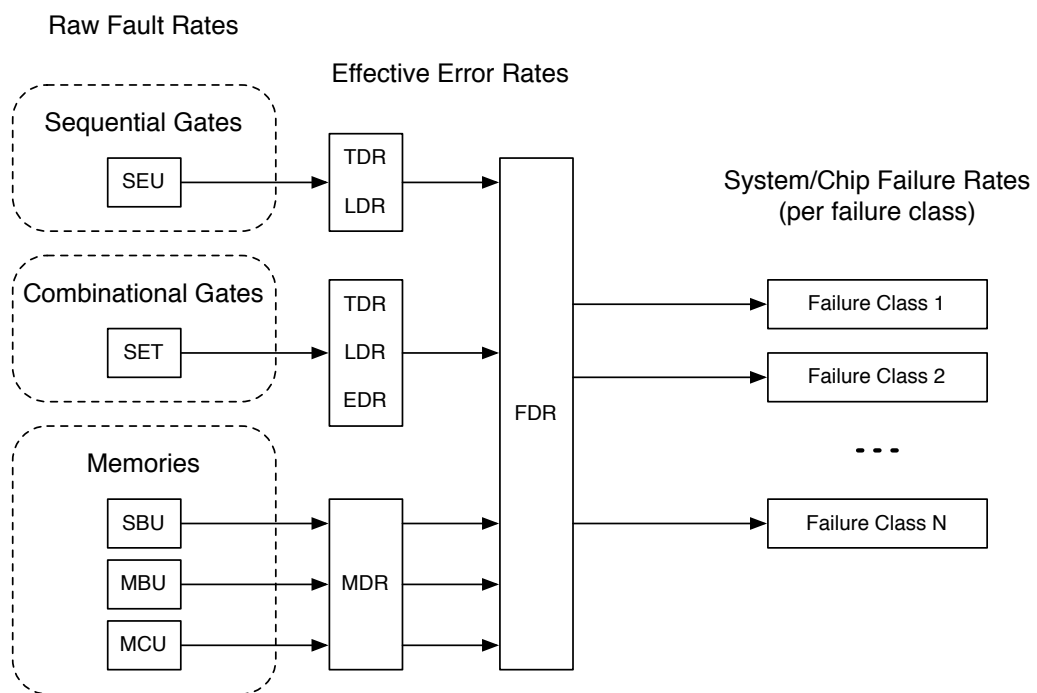 Raw Fault Rates
Effective Error Rates
System/Chip Failure Rates
(per failure class)
Sequential Gates
SEU
TDR
LDR
Combinational Gates
SET
TDR
LDR
EDR
Memories
SBU
MBU
MCU
MDR
FDR
Failure Class 1
Failure Class 2
- - -
Failure Class N